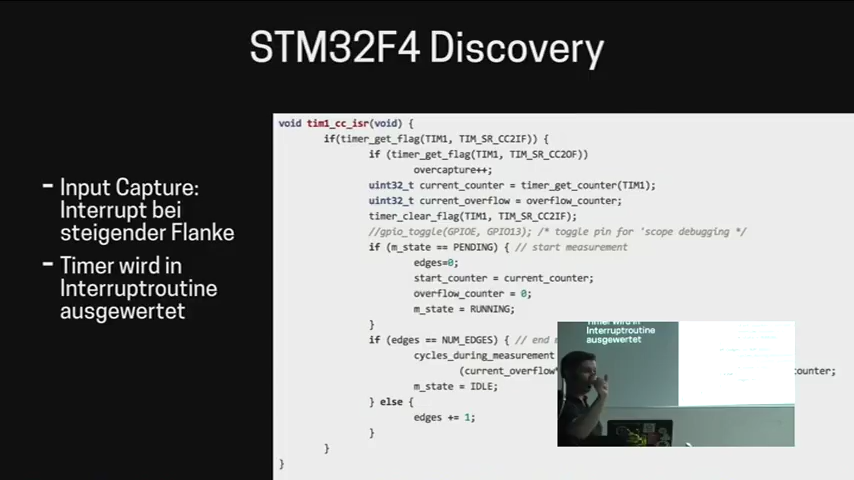 STM32F4 Discovery
- Input Capture:
Interrupt bei
steigender Flanke
- Timer wird in
Interruptroutine
ausgewertet
void tim1_cc_isr(void) {
if(timer_get_flag(TIM1, TIM_SR_CC2IF)) {
if (timer_get_flag(TIM1, TIM_SR_CC2OF))
overcapture++;
uint32_t current_counter = timer_get_counter(TIM1);
uint32_t current_overflow = overflow_counter;
timer_clear_flag(TIM1, TIM_SR_CC2IF);
//gpio_toggle(GPIOE, GPIO13); /* toggle pin for 'scope debugging */
if (m_state == PENDING) { // start measurement
edges=0;
start_counter = current_counter;
overflow_counter = 0;
m_state = RUNNING;
}
if (edges == NUM_EDGES) { // end
cycles_during_measurement
(current_overflow counter;
m_state = IDLE;
} else {
edges += 1;
}
}
}
Timer wird in
Interruptroutine
ausgewertet